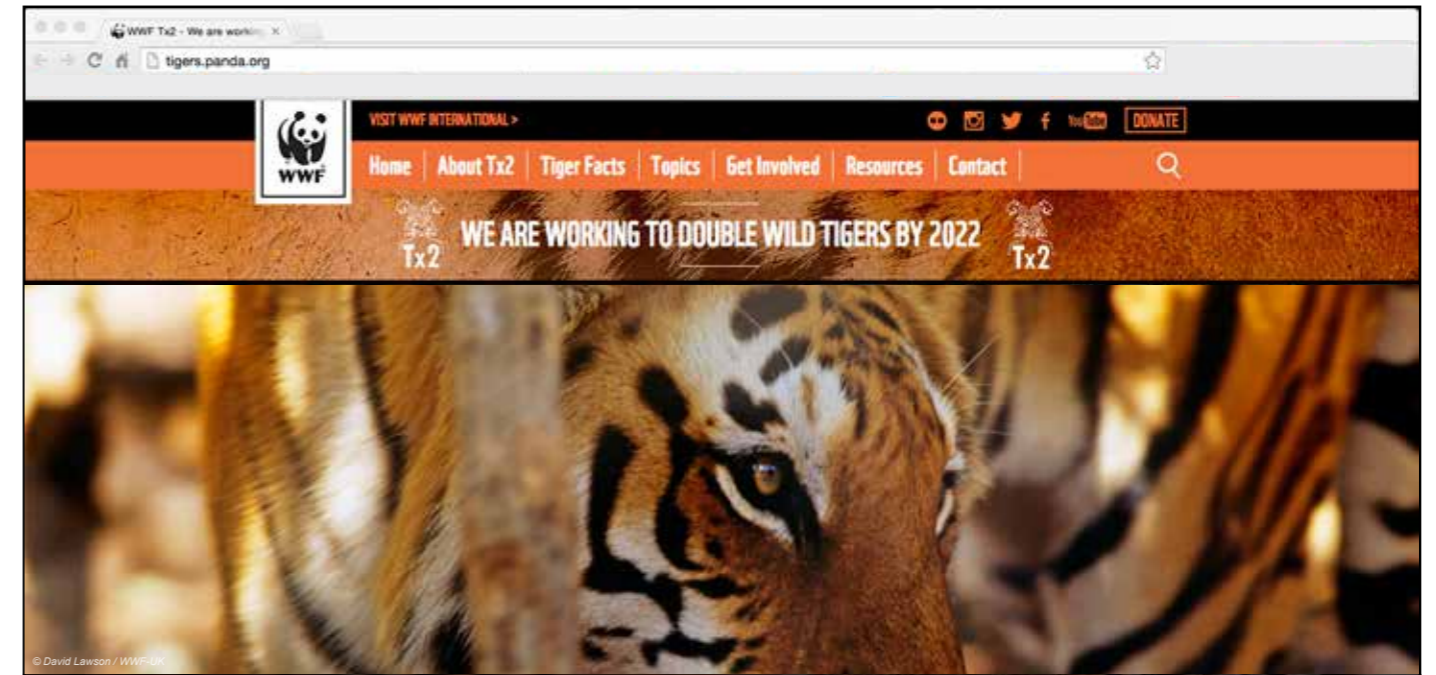 WWF Tx2 - We are workin
tigers.panda.org
VISIT WWF INTERNATIONAL >
You Tube
DONATE
WWF
Home
About Tx2
Tiger Facts
Topics
Get Involved
Resources
Contact
Tx2
WE ARE WORKING TO DOUBLE WILD TIGERS BY 2022
Tx2
© David Lawson / WWF-UK